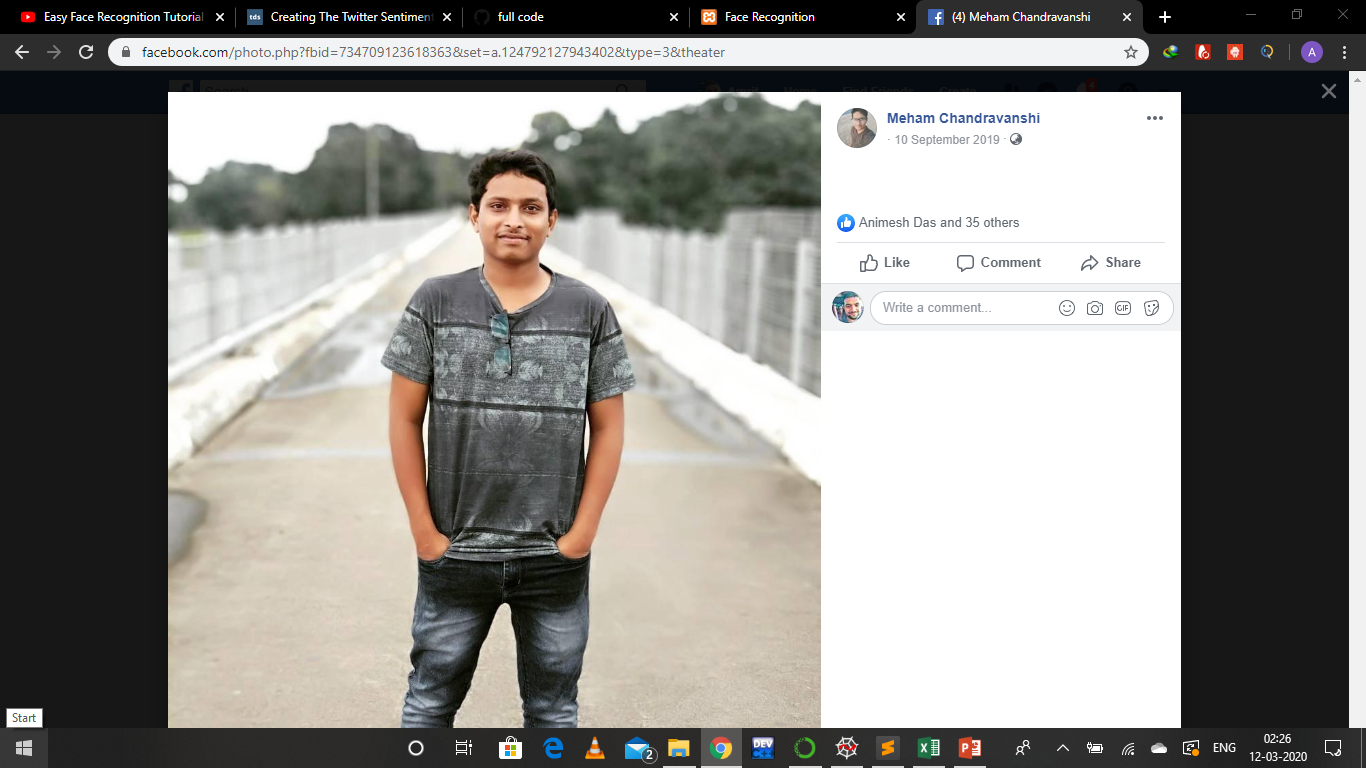 Easy Face Recognition Tutorial
Creating The Twitter Sentiment
full code
Face Recognition
(4) Meham Chandravanshi
facebook.com/photo.php?fbid=734709123618363&set=a.124792127943402&type=3&theater
A
Meham Chandravanshi
· 10 September 2019 ·
Animesh Das and 35 others
Like
Comment
Share
Write a comment...
GIF
Start
2
DEV
C++
ENG
02:26
12-03-2020